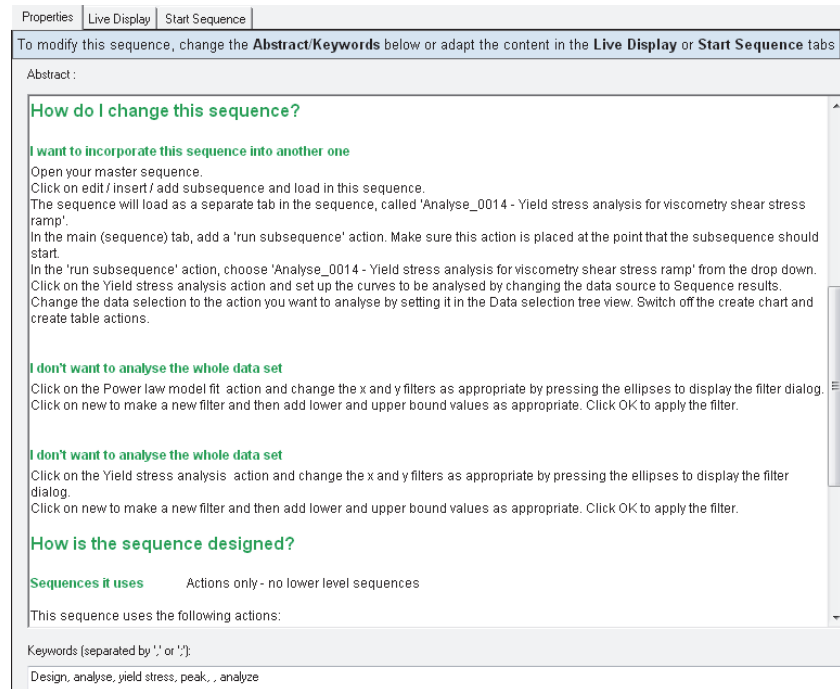 Properties
Live Display
Start Sequence
To modify this sequence, change the Abstract/Keywords below or adapt the content in the Live Display or Start Sequence tabs
Abstract :
How do I change this sequence?
I want to incorporate this sequence into another one
Open your master sequence.
Click on edit / insert / add subsequence and load in this sequence.
The sequence will load as a separate tab in the sequence, called 'Analyse_0014 - Yield stress analysis for viscometry shear stress
ramp'.
In the main (sequence) tab, add a 'run subsequence' action. Make sure this action is placed at the point that the subsequence should
start.
In the 'run subsequence' action, choose 'Analyse_0014 - Yield stress analysis for viscometry shear stress ramp' from the drop down.
Click on the Yield stress analysis action and set up the curves to be analysed by changing the data source to Sequence results.
Change the data selection to the action you want to analyse by setting it in the Data selection tree view. Switch off the create chart and
create table actions.
I don't want to analyse the whole data set
Click on the Power law model fit action and change the x and y filters as appropriate by pressing the ellipses to display the filter dialog.
Click on new to make a new filter and then add lower and upper bound values as appropriate. Click OK to apply the filter.
I don't want to analyse the whole data set
Click on the Yield stress analysis action and change the x and y filters as appropriate by pressing the ellipses to display the filter
dialog.
Click on new to make a new filter and then add lower and upper bound values as appropriate. Click OK to apply the filter.
How is the sequence designed?
Sequences it uses Actions only - no lower level sequences
This sequence uses the following actions:
Keywords (separated by ',' or ';'):
Design, analyse, yield stress, peak, , analyze